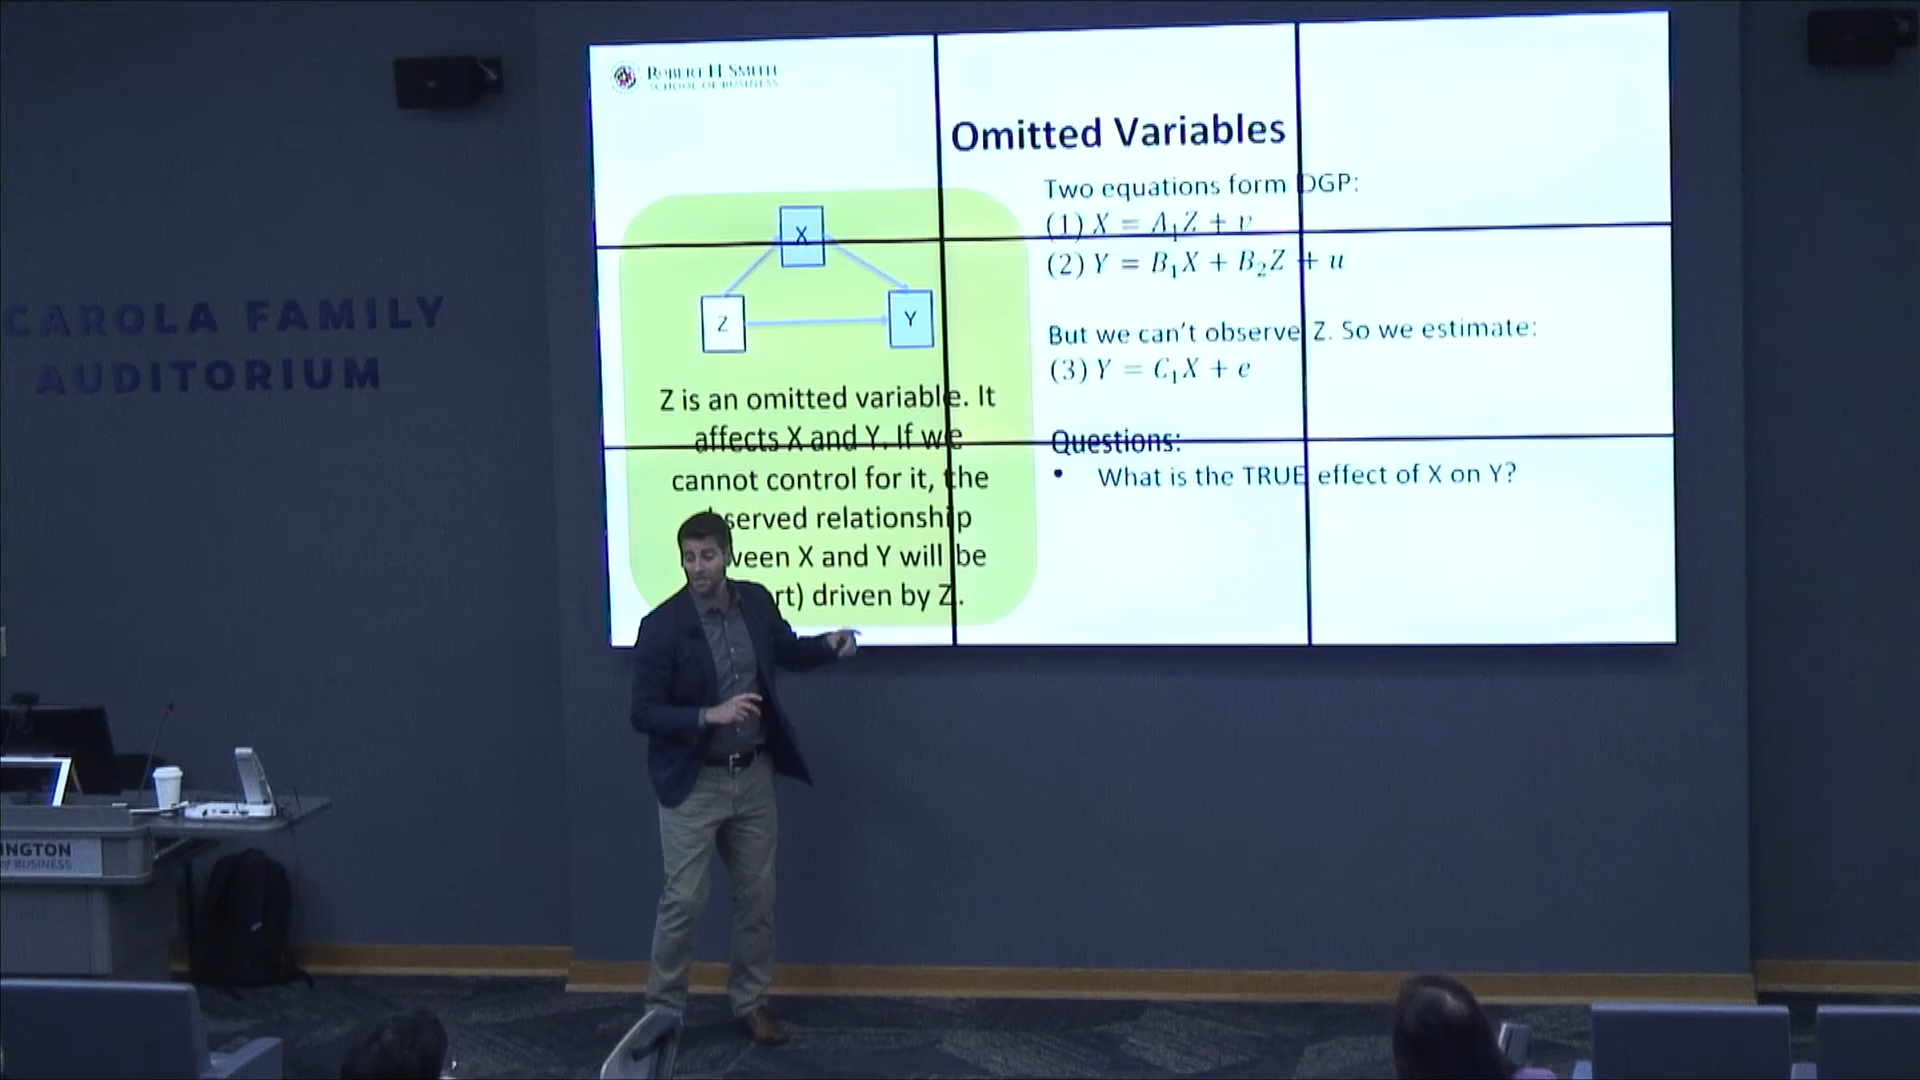 ROBERT H. SMITH
SCHOOL OF BUSINESS
Omitted Variables
X
Z
Y
Z is an omitted variable. It
affects X and Y. If we
cannot control for it, the
served relationship
ween X and Y will be
rt) driven by Z.
Two equations form DGP:
(1) X = A₁Z + v
(2) Y = B₁X + B₂Z + u
But we can't observe Z. So we estimate:
(3) Y = C₁X + e
Questions:
• What is the TRUE effect of X on Y?
CAROLA FAMILY
AUDITORIUM
INGTON
of BUSINESS